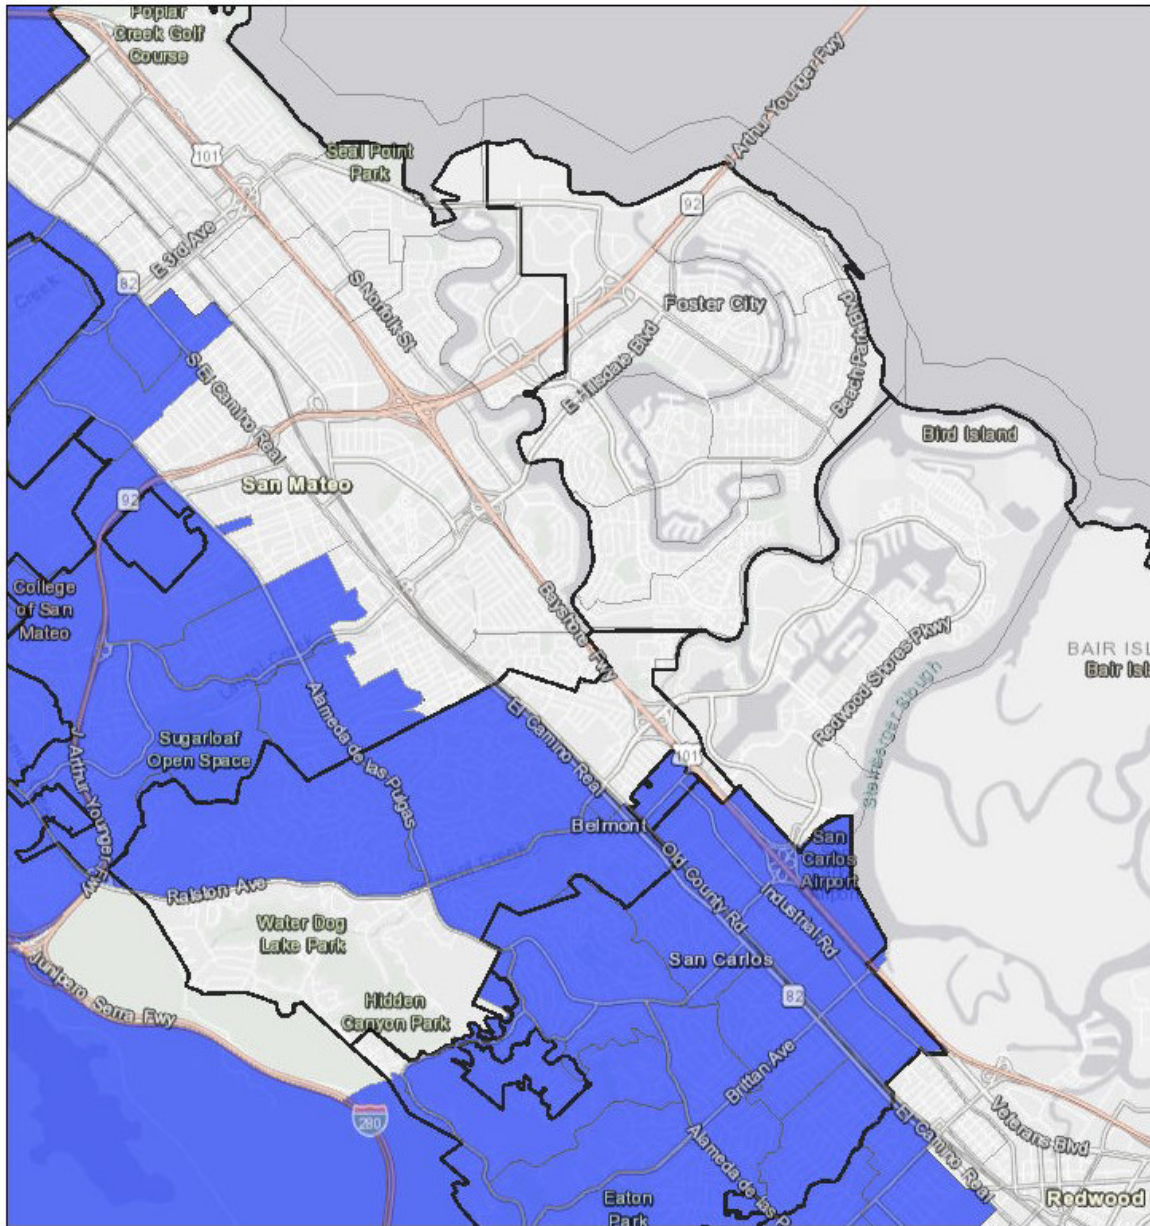 Poplar
Creek Golf
Course
J Arthur Younger Fwy
101
Seal Point
Park
92
E 3rd Ave
82
Creek
S Norfolk St
Foster City
E Hillsdale Blvd
Beach Park Blvd
S El Camino Real
Bird Island
San Mateo
92
College
of San
Mateo
Bayshore Fwy
Redwood Shores Pkwy
BAIR ISL
Bair Isl
Steinberger Slough
Laurel Creek
Alameda de las Pulgas
El Camino Real
Sugarloaf
Open Space
J Arthur Younger Fwy
101
Belmont
San
Carlos
Airport
Old County Rd
Industrial Rd
Ralston Ave
Water Dog
Lake Park
San Carlos
82
Junipero Serra Fwy
Hidden
Canyon Park
280
Brittan Ave
El Camino Real
Veterans Blvd
Alameda de las P
Eaton
Park
Redwood